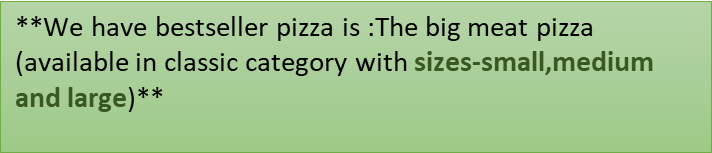 **We have bestseller pizza is :The big meat pizza
(available in classic category with sizes-small,medium
and large)**